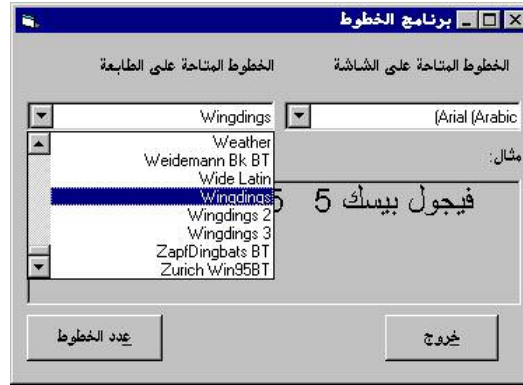 برنامج الخطوط
الخطوط المتاحة على الشاشة
الخطوط المتاحة على الطابعة
(Arial (Arabic
Wingdings
مثال:
فيجول بيسك 5 5
Weather
Weidemann Bk BT
Wide Latin
Wingdings
Wingdings 2
Wingdings 3
ZapfDingbats BT
Zurich Win95BT
خروج
عدد الخطوط